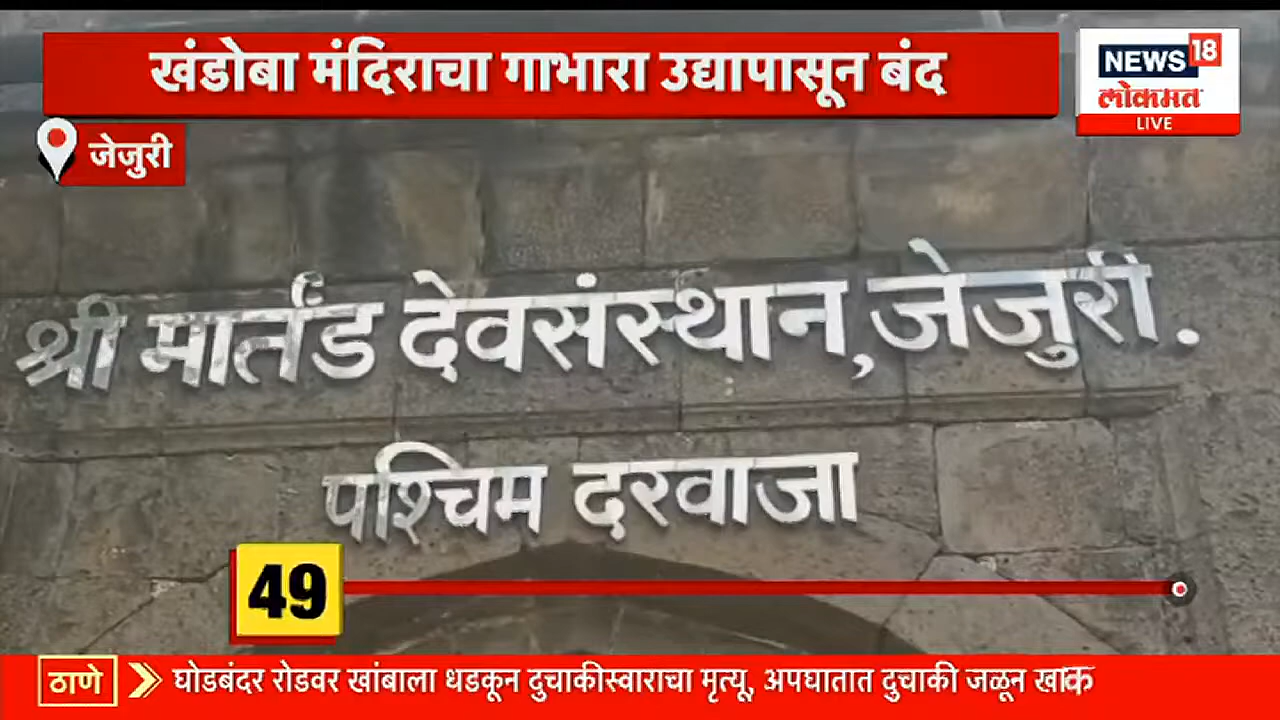 खंडोबा मंदिराचा गाभारा उद्यापासून बंद
NEWS18
लोकमत
LIVE
जेजुरी
श्री मार्तंड देवसंस्थान, जेजुरी.
पश्चिम दरवाजा
49
ठाणे घोडबंदर रोडवर खांबाला धडकून दुचाकीस्वाराचा मृत्यू, अपघातात दुचाकी जळून खाक